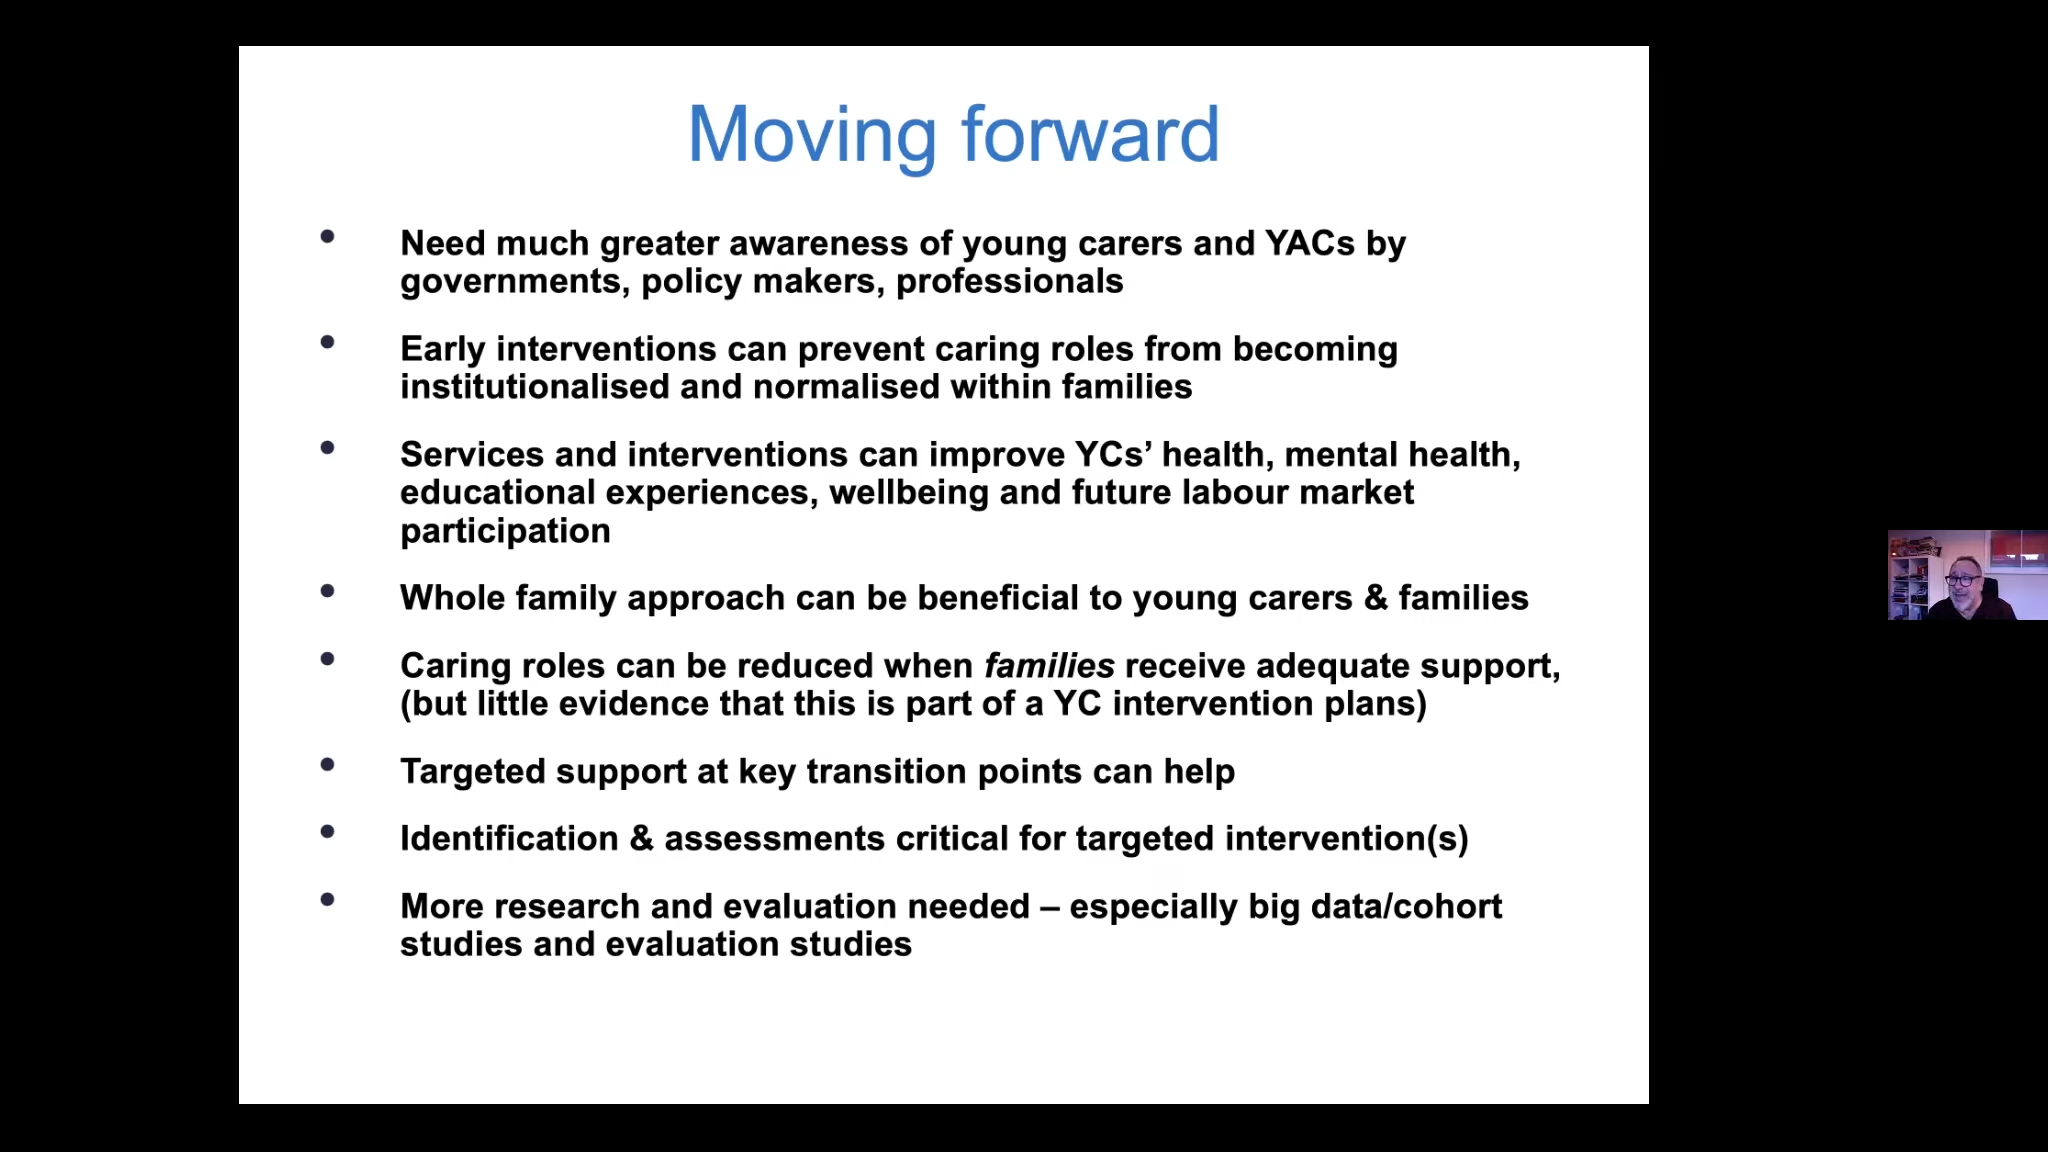 Moving forward
• Need much greater awareness of young carers and YACs by
governments, policy makers, professionals
• Early interventions can prevent caring roles from becoming
institutionalised and normalised within families
• Services and interventions can improve YCs’ health, mental health,
educational experiences, wellbeing and future labour market
participation
• Whole family approach can be beneficial to young carers & families
• Caring roles can be reduced when families receive adequate support,
(but little evidence that this is part of a YC intervention plans)
• Targeted support at key transition points can help
• Identification & assessments critical for targeted intervention(s)
• More research and evaluation needed – especially big data/cohort
studies and evaluation studies